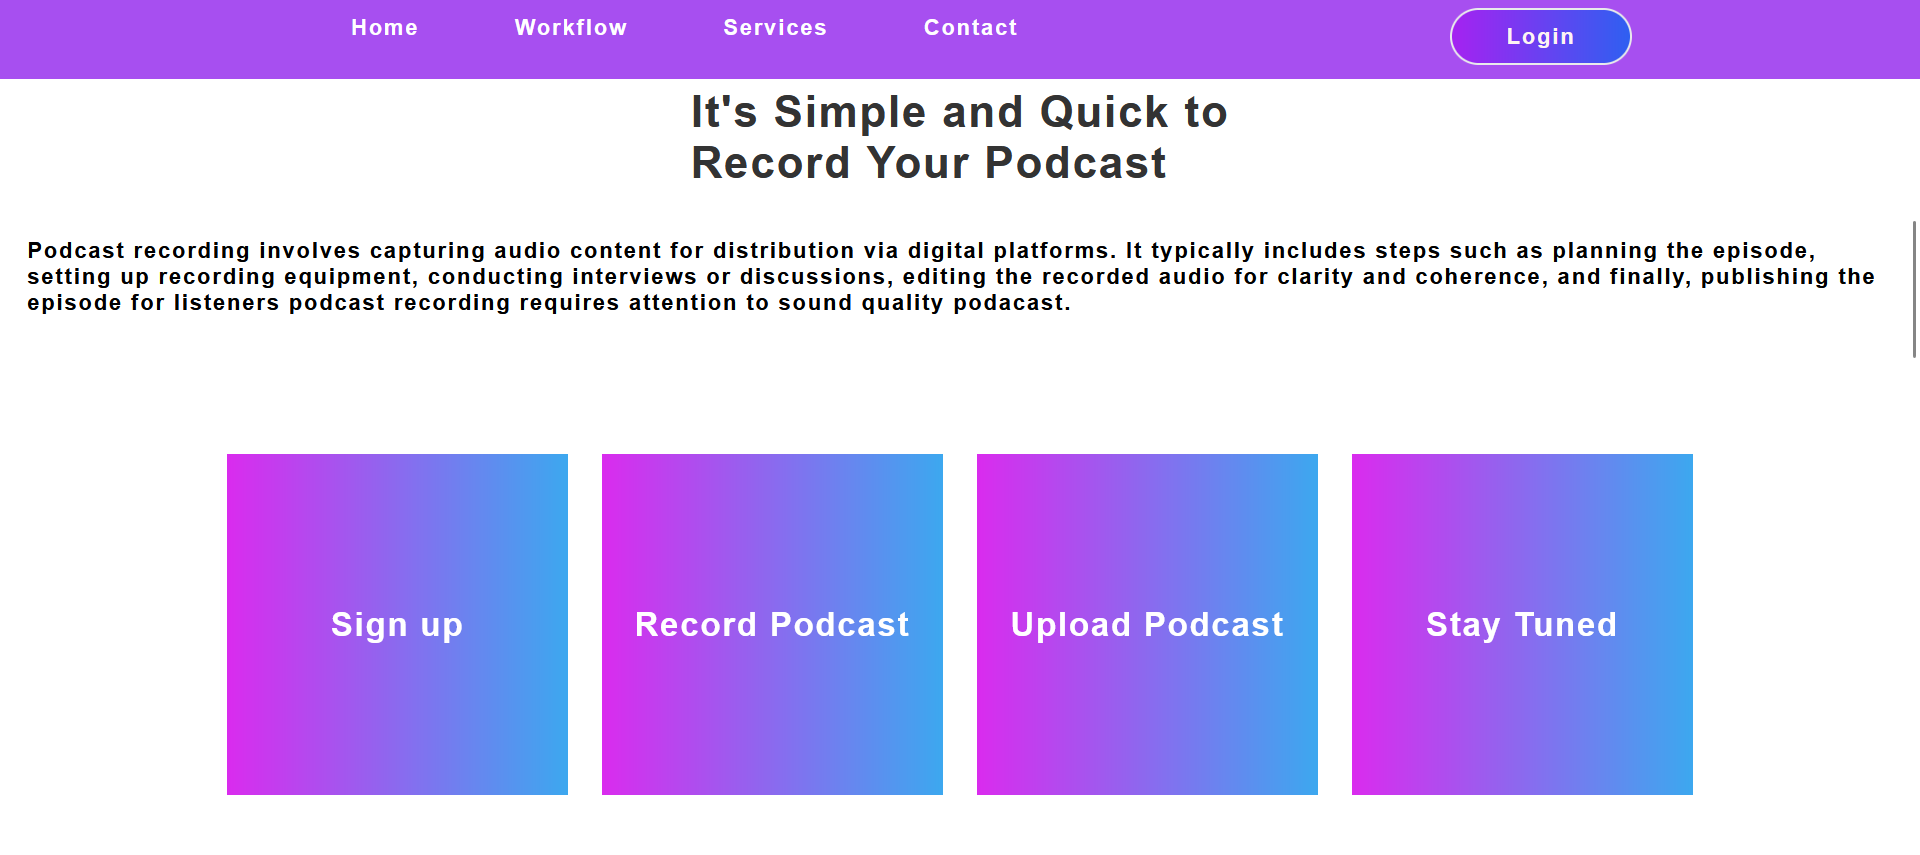 Home Workflow Services Contact Login
It's Simple and Quick to
Record Your Podcast
Podcast recording involves capturing audio content for distribution via digital platforms. It typically includes steps such as planning the episode,
setting up recording equipment, conducting interviews or discussions, editing the recorded audio for clarity and coherence, and finally, publishing the
episode for listeners podcast recording requires attention to sound quality podacast.
Sign up
Record Podcast
Upload Podcast
Stay Tuned